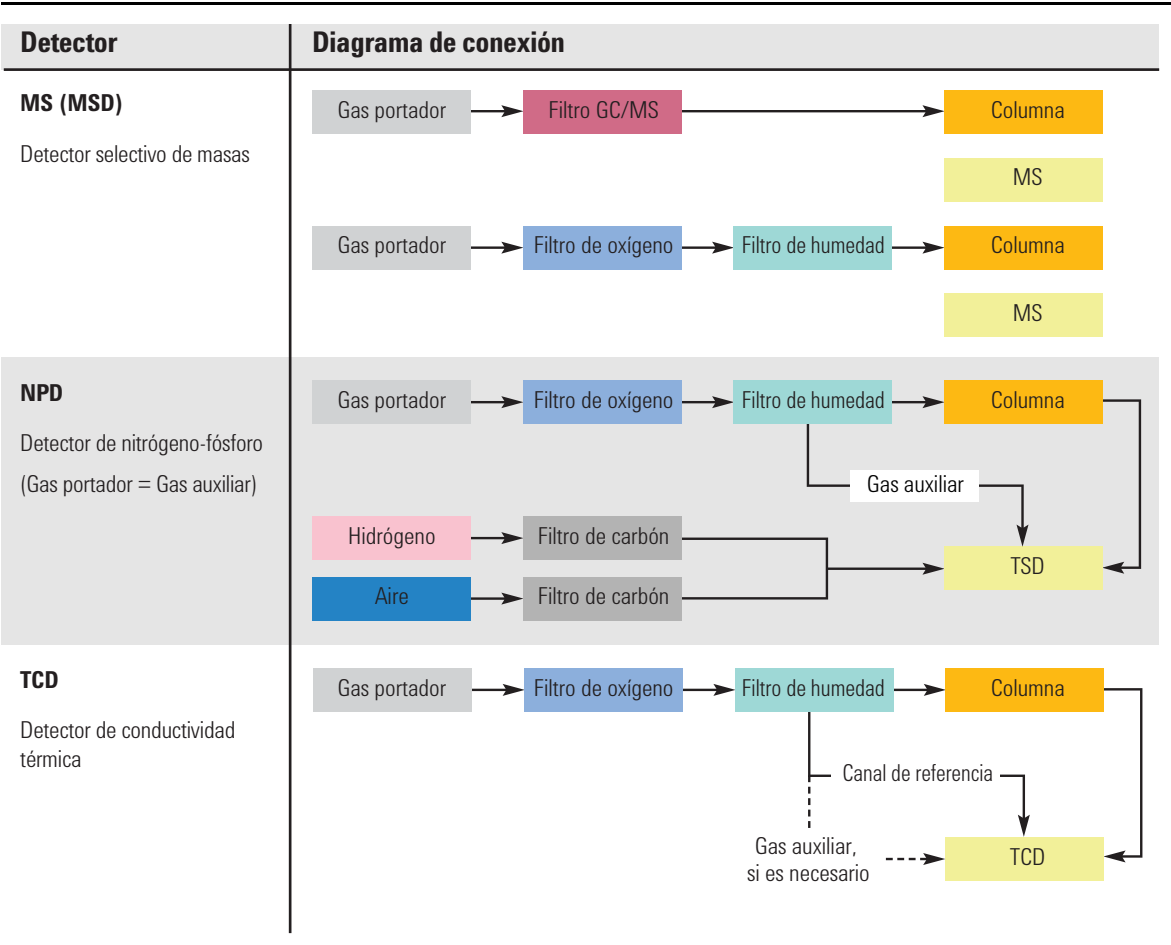 Detector
Diagrama de conexión
MS (MSD)
Detector selectivo de masas
Gas portador
Filtro GC/MS
Columna
MS
Gas portador
Filtro de oxígeno
Filtro de humedad
Columna
MS
NPD
Detector de nitrógeno-fósforo
(Gas portador = Gas auxiliar)
Gas portador
Filtro de oxígeno
Filtro de humedad
Columna
Gas auxiliar
Hidrógeno
Filtro de carbón
TSD
Aire
Filtro de carbón
TCD
Detector de conductividad
térmica
Gas portador
Filtro de oxígeno
Filtro de humedad
Columna
Canal de referencia
Gas auxiliar,
si es necesario
TCD